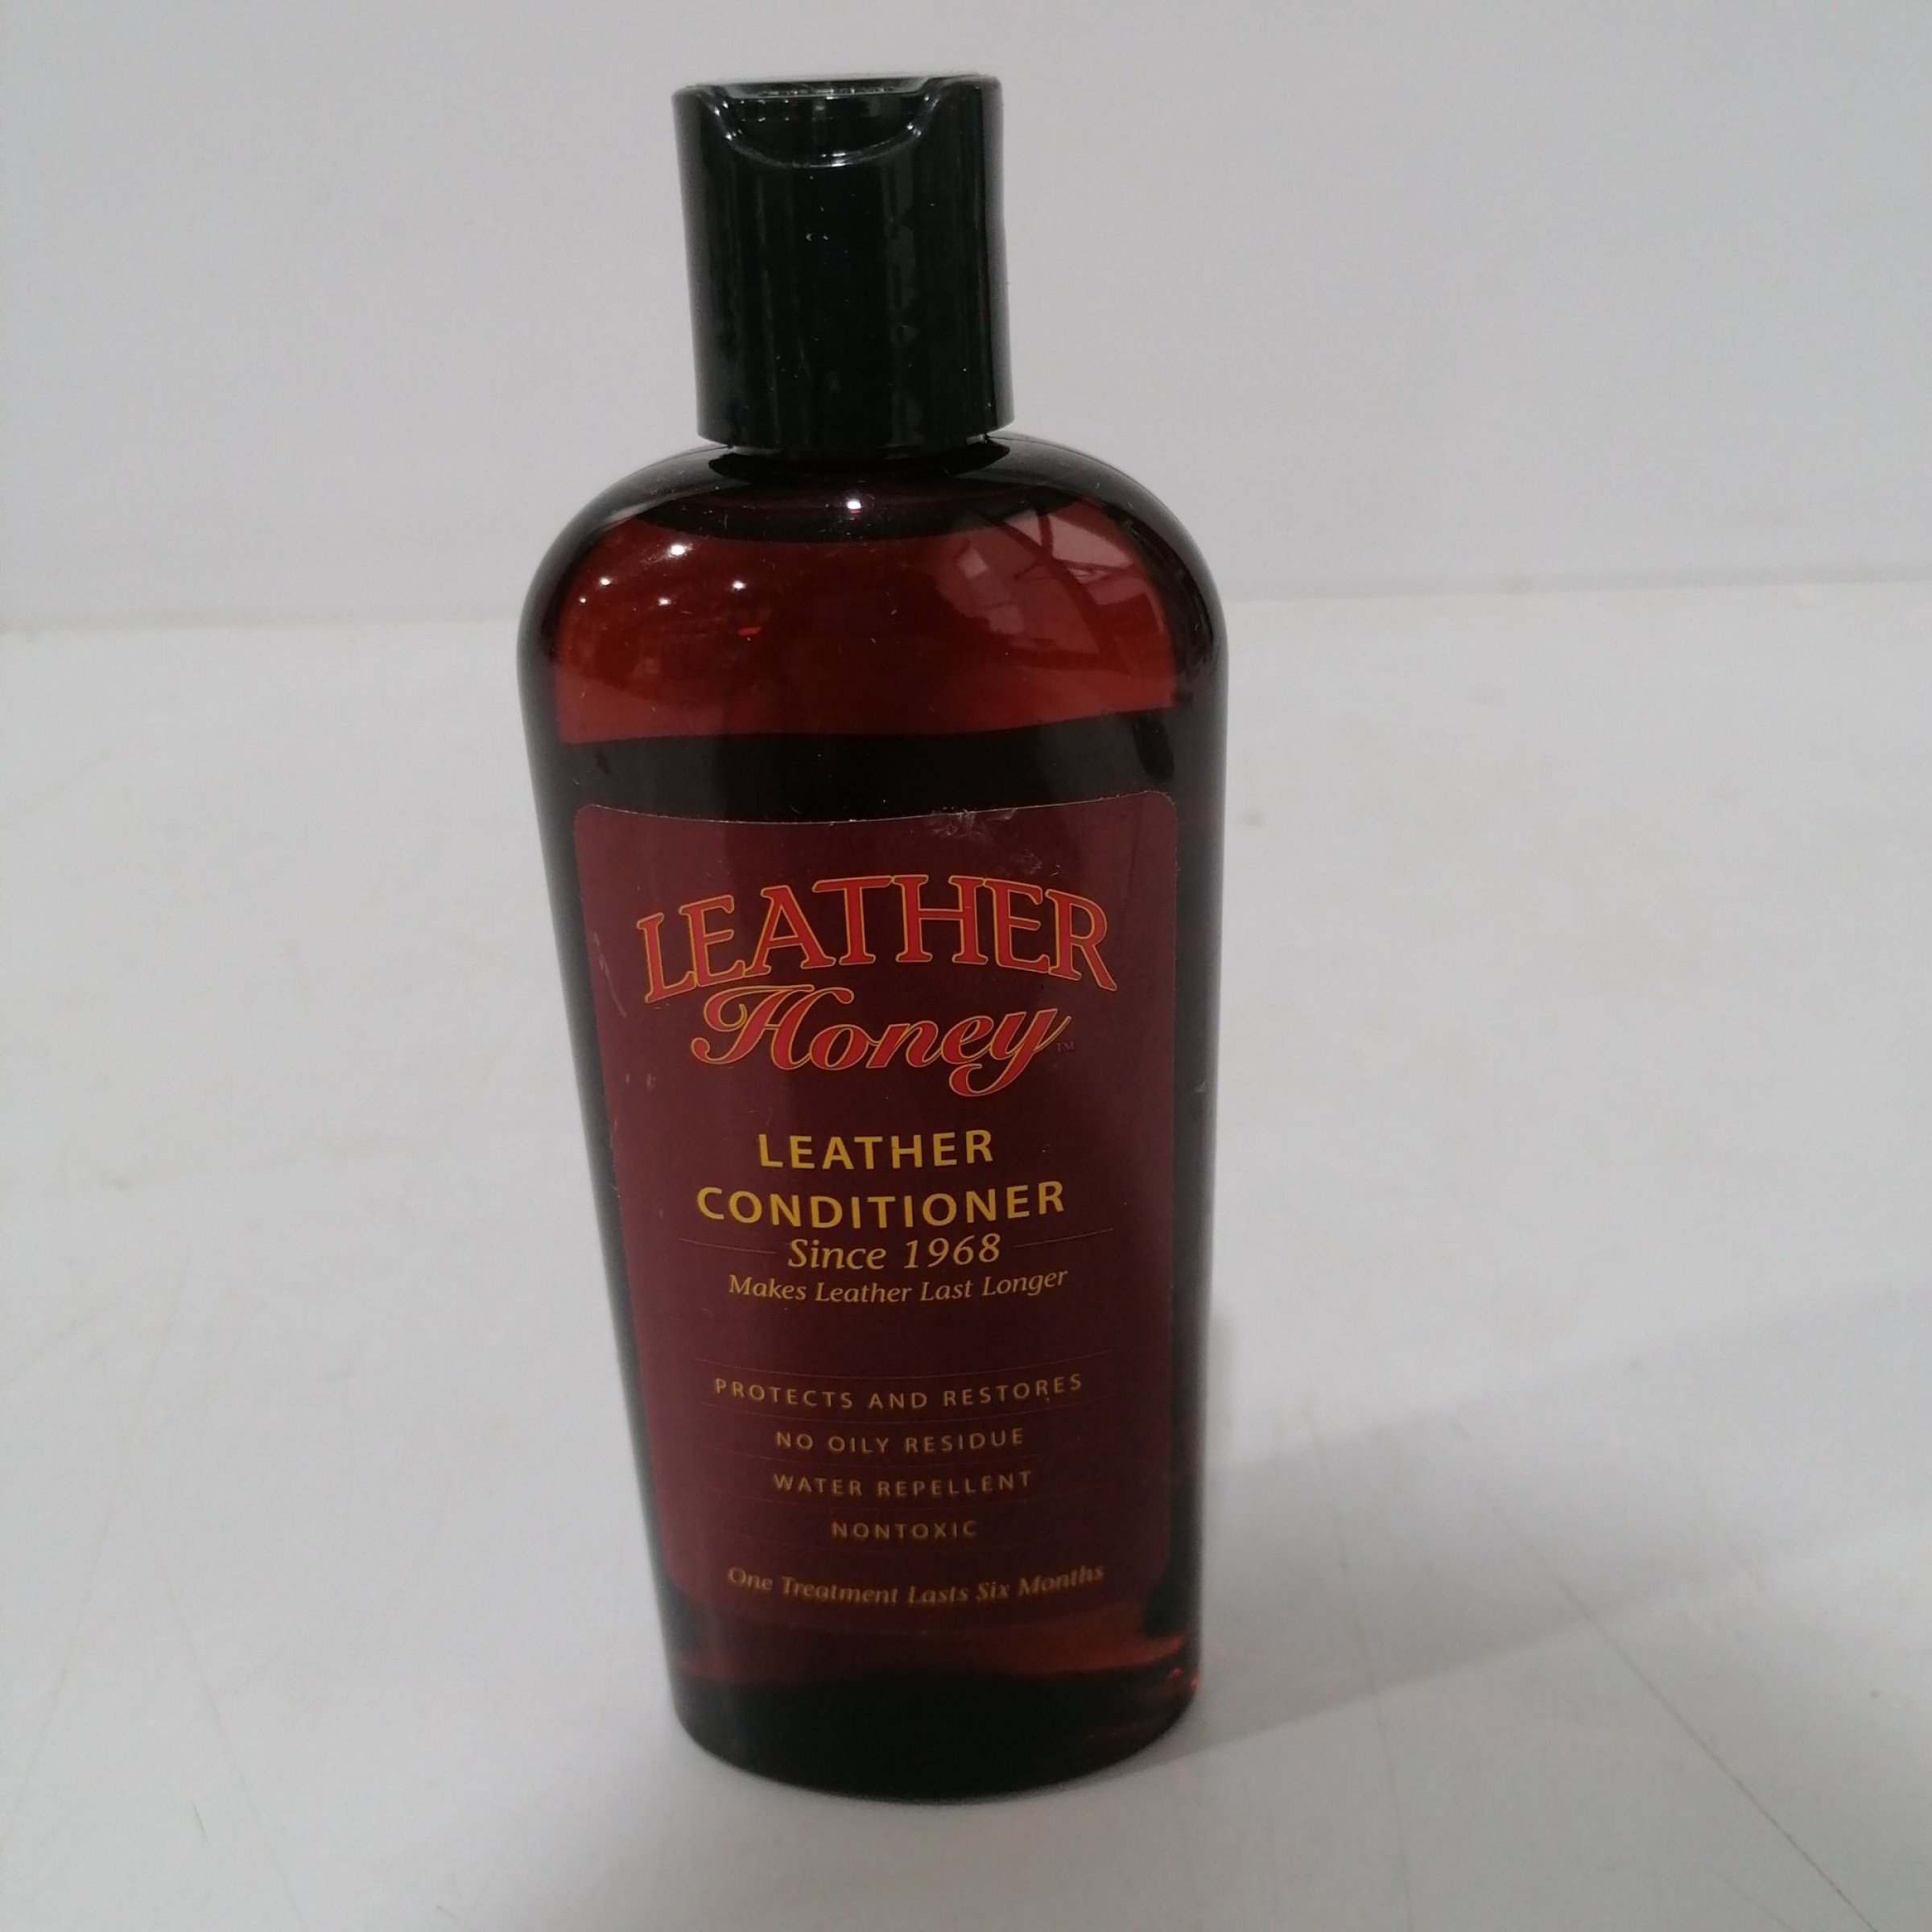 LEATHER
Honey™
LEATHER
CONDITIONER
Since 1968
Makes Leather Last Longer
PROTECTS AND RESTORES
NO OILY RESIDUE
WATER REPELLENT
NONTOXIC
One Treatment Lasts Six Months